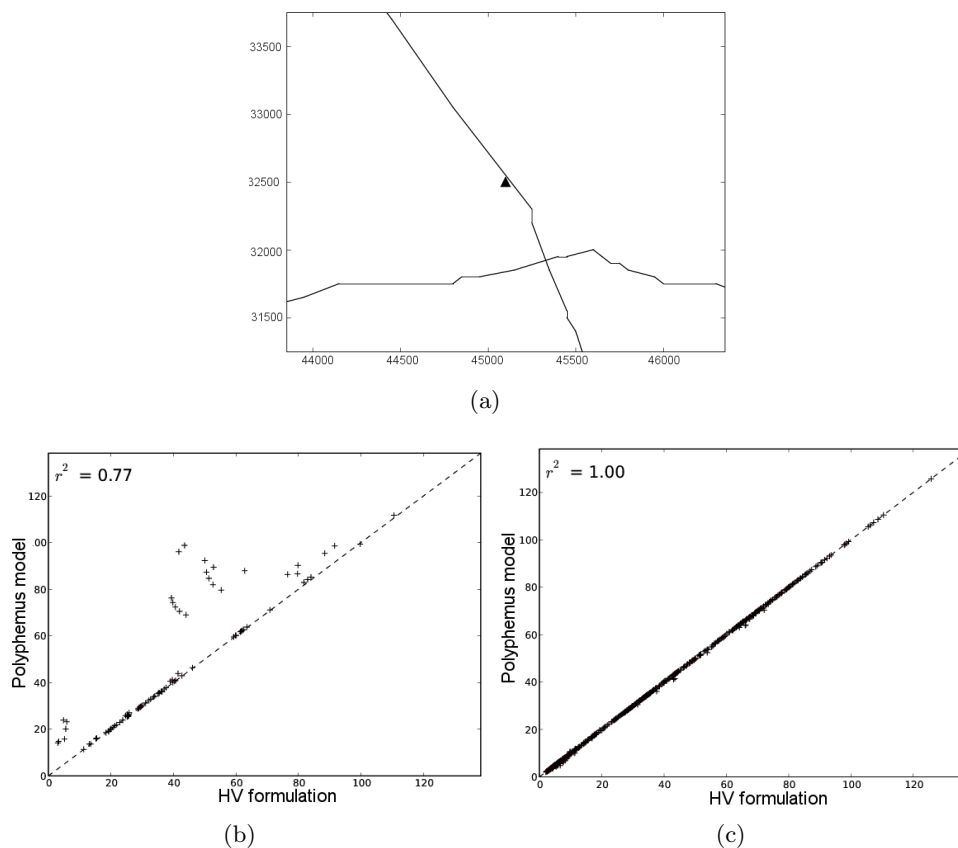 33500
33000
32500
32000
31500
44000 44500 45000 45500 46000
(a)
r² = 0.77
120
00
80
60
40
20
0
0 20 40 60 80 100 120
Polyphemus model
HV formulation
(b)
r² = 1.00
120
100
80
60
40
20
0
0 20 40 60 80 100 120
Polyphemus model
HV formulation
(c)